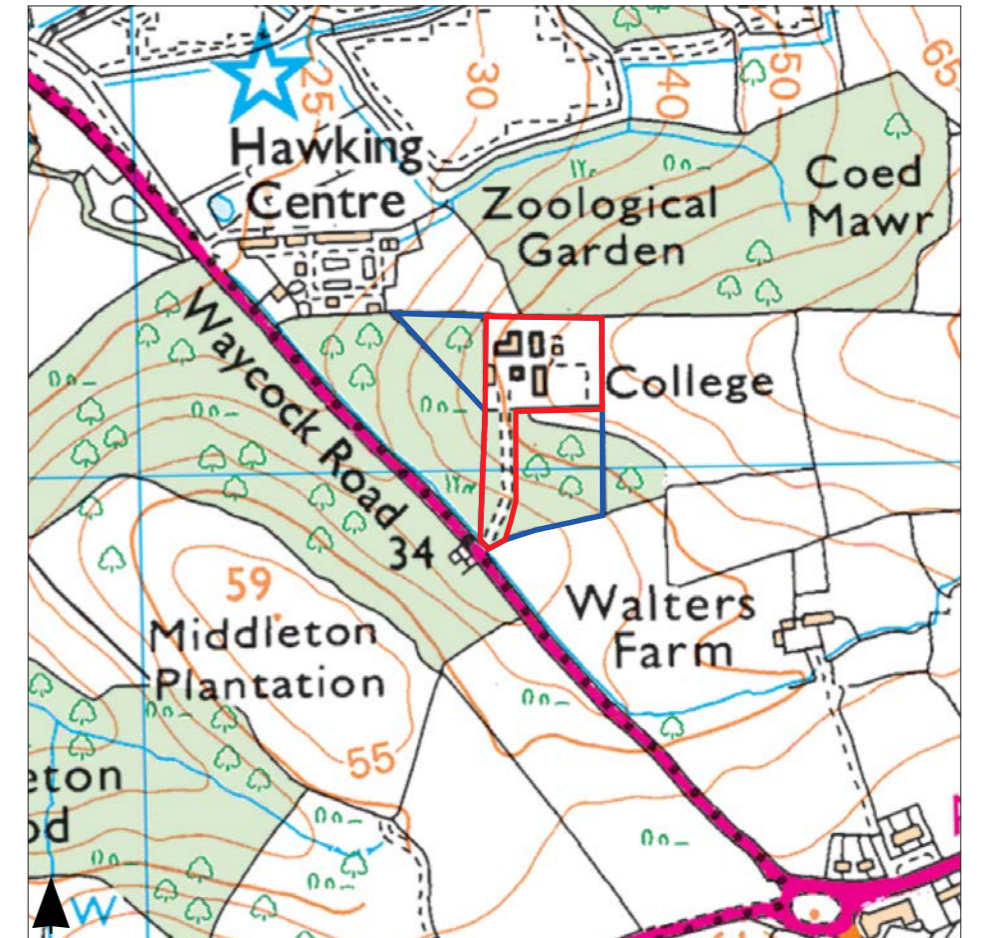 25
30
40
50
65
Hawking
Centre
Zoological
Garden
Coed
Mawr
Waycock Road
College
34
59
Middleton
Plantation
Walters
Farm
55
eton
od
W